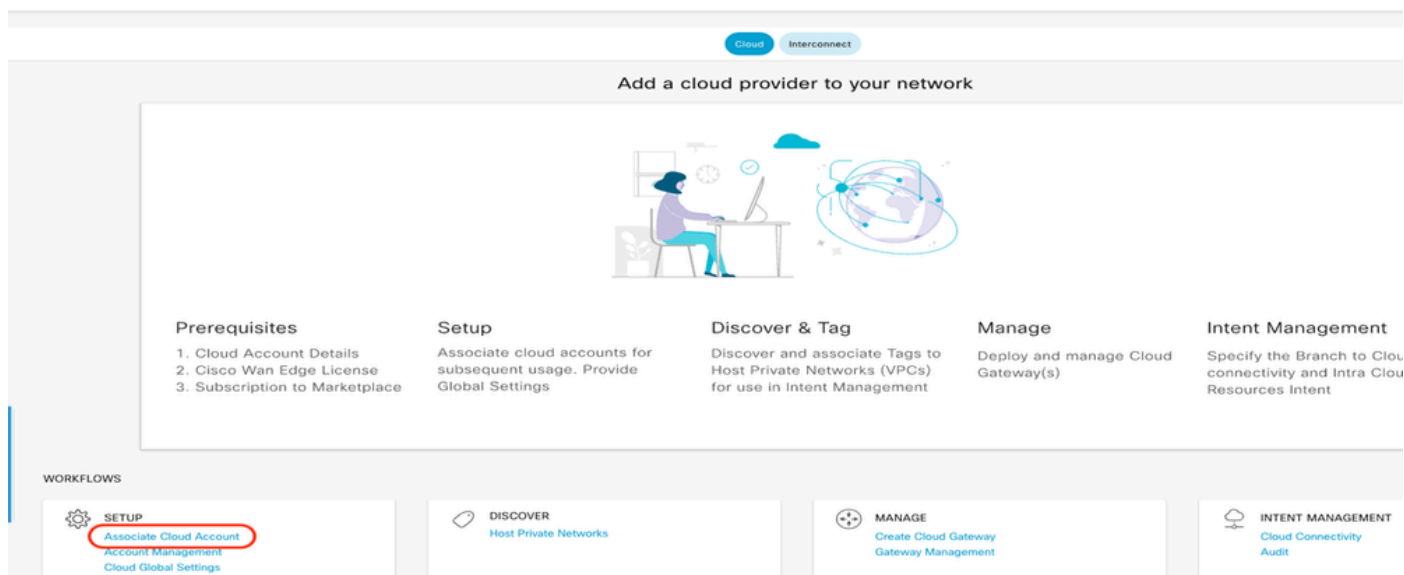 Cloud
Interconnect
Add a cloud provider to your network
Prerequisites
1. Cloud Account Details
2. Cisco Wan Edge License
3. Subscription to Marketplace
Setup
Associate cloud accounts for
subsequent usage. Provide
Global Settings
Discover & Tag
Discover and associate Tags to
Host Private Networks (VPCs)
for use in Intent Management
Manage
Deploy and manage Cloud
Gateway(s)
Intent Management
Specify the Branch to Clou
connectivity and Intra Clou
Resources Intent
WORKFLOWS
SETUP
Associate Cloud Account
Account Management
Cloud Global Settings
DISCOVER
Host Private Networks
MANAGE
Create Cloud Gateway
Gateway Management
INTENT MANAGEMENT
Cloud Connectivity
Audit